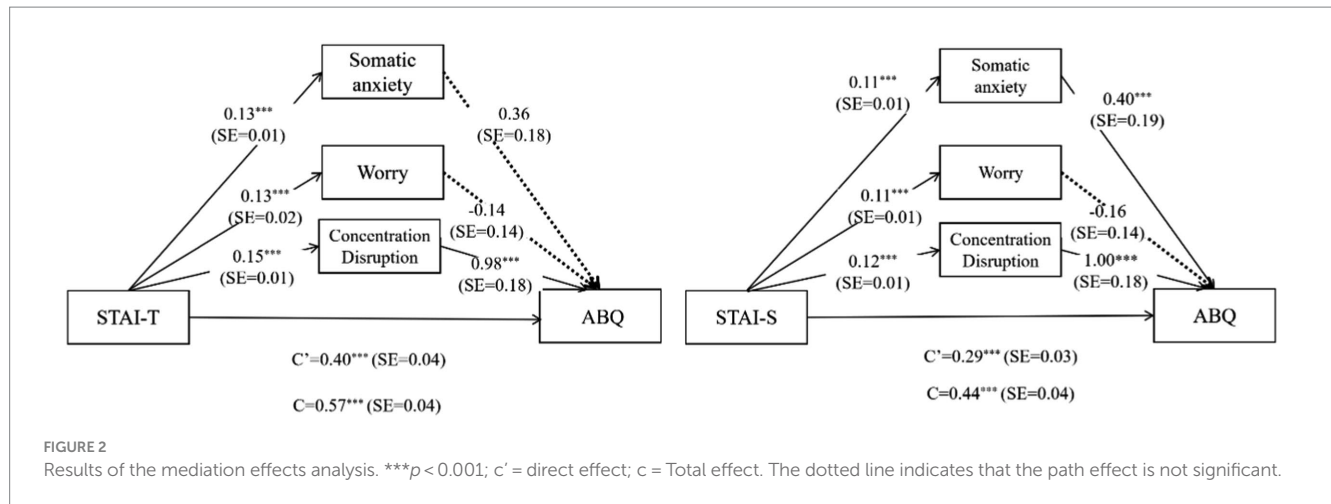 Somatic
anxiety
0.13***
(SE=0.01)
0.36
(SE=0.18)
Worry
0.13***
(SE=0.02)
-0.14
(SE=0.14)
Concentration
Disruption
0.15***
(SE=0.01)
0.98***
(SE=0.18)
STAI-T
ABQ
C’=0.40*** (SE=0.04)
C=0.57*** (SE=0.04)
Somatic
anxiety
0.11***
(SE=0.01)
0.40***
(SE=0.19)
Worry
0.11***
(SE=0.01)
-0.16
(SE=0.14)
Concentration
Disruption
0.12***
(SE=0.01)
1.00***
(SE=0.18)
STAI-S
ABQ
C’=0.29*** (SE=0.03)
C=0.44*** (SE=0.04)
FIGURE 2
Results of the mediation effects analysis. ***p < 0.001; c′ = direct effect; c = Total effect. The dotted line indicates that the path effect is not significant.